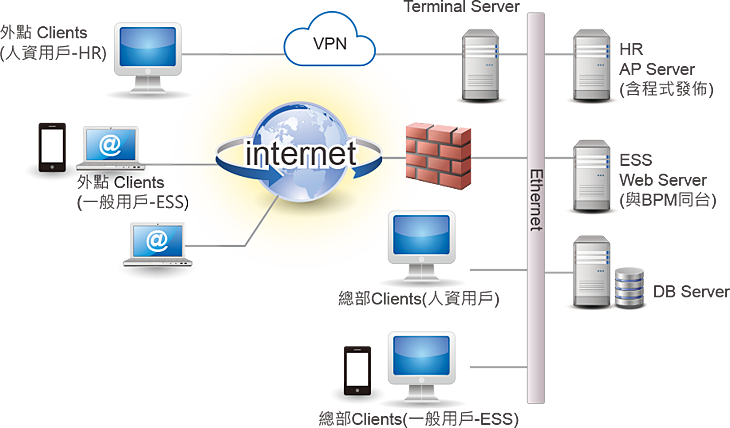 Terminal Server
外點 Clients
(人資用戶-HR)
VPN
HR
AP Server
(含程式發佈)
@
internet
外點 Clients
(一般用戶-ESS)
@
Ethernet
ESS
Web Server
(與BPM同台)
總部Clients(人資用戶)
DB Server
總部Clients(一般用戶-ESS)